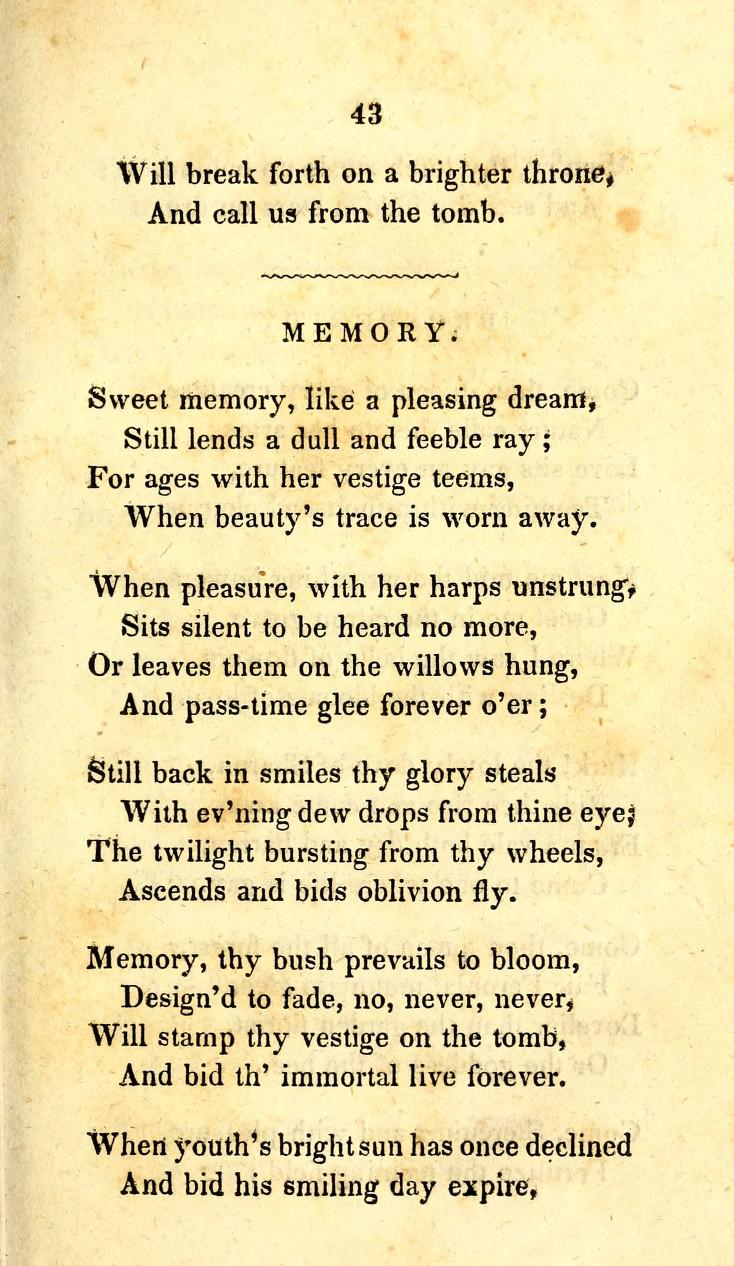 43
Will break forth on a brighter throne,
And call us from the tomb.
MEMORY.
Sweet memory, like a pleasing dream,
Still lends a dull and feeble ray;
For ages with her vestige teems,
When beauty's trace is worn away.
When pleasure, with her harps unstrung,
Sits silent to be heard no more,
Or leaves them on the willows hung,
And pass-time glee forever o'er;
Still back in smiles thy glory steals
With ev'ning dew drops from thine eye;
The twilight bursting from thy wheels,
Ascends and bids oblivion fly.
Memory, thy bush prevails to bloom,
Design'd to fade, no, never, never,
Will stamp thy vestige on the tomb,
And bid th' immortal live forever.
When youth's bright sun has once declined
And bid his smiling day expire,